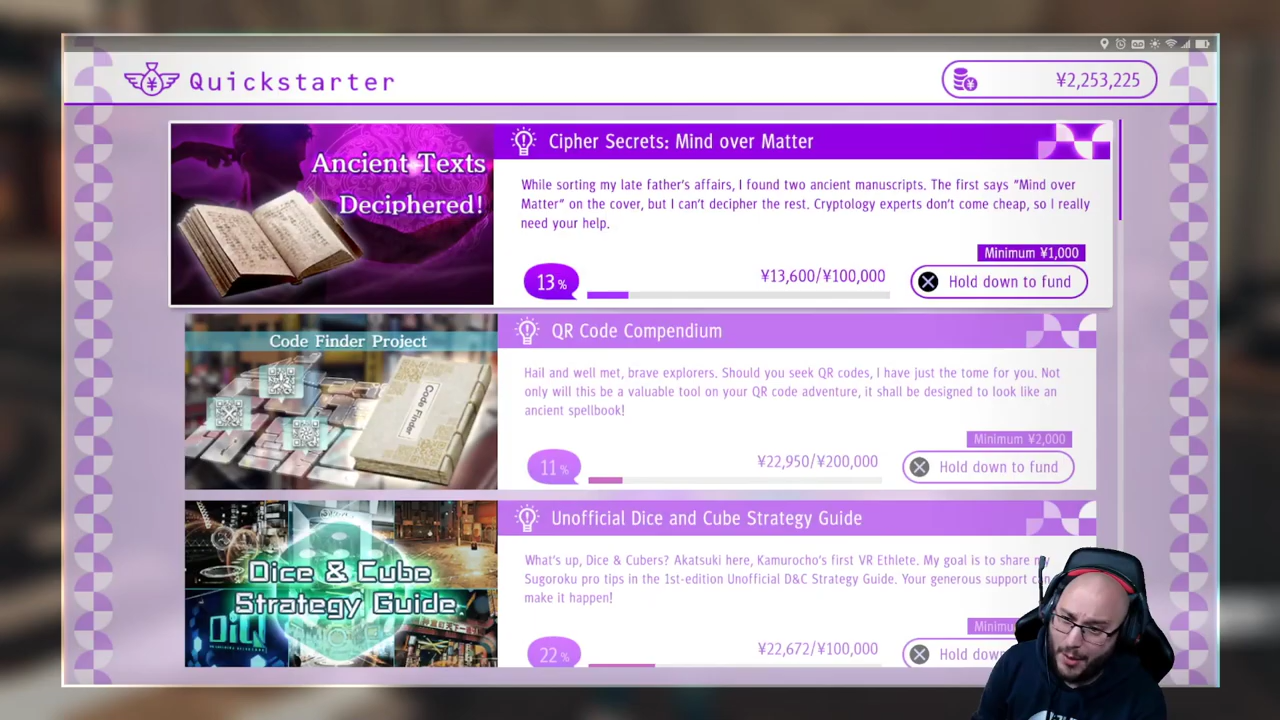 Quickstarter
¥2,253,225
Ancient Texts
Deciphered!
Cipher Secrets: Mind over Matter
While sorting my late father's affairs, I found two ancient manuscripts. The first says "Mind over
Matter" on the cover, but I can't decipher the rest. Cryptology experts don't come cheap, so I really
need your help.
Minimum ¥1,000
13%
¥13,600/¥100,000
Hold down to fund
Code Finder Project
Code Finder
QR Code Compendium
Hail and well met, brave explorers. Should you seek QR codes, I have just the tome for you. Not
only will this be a valuable tool on your QR code adventure, it shall be designed to look like an
ancient spellbook!
Minimum ¥2,000
11%
¥22,950/¥200,000
Hold down to fund
Dice & Cube
Strategy Guide
Unofficial Dice and Cube Strategy Guide
What's up, Dice & Cubers? Akatsuki here, Kamurocho's first VR Ethlete. My goal is to share my
Sugoroku pro tips in the 1st-edition Unofficial D&C Strategy Guide. Your generous support can
make it happen!
22%
¥22,672/¥100,000
Hold down